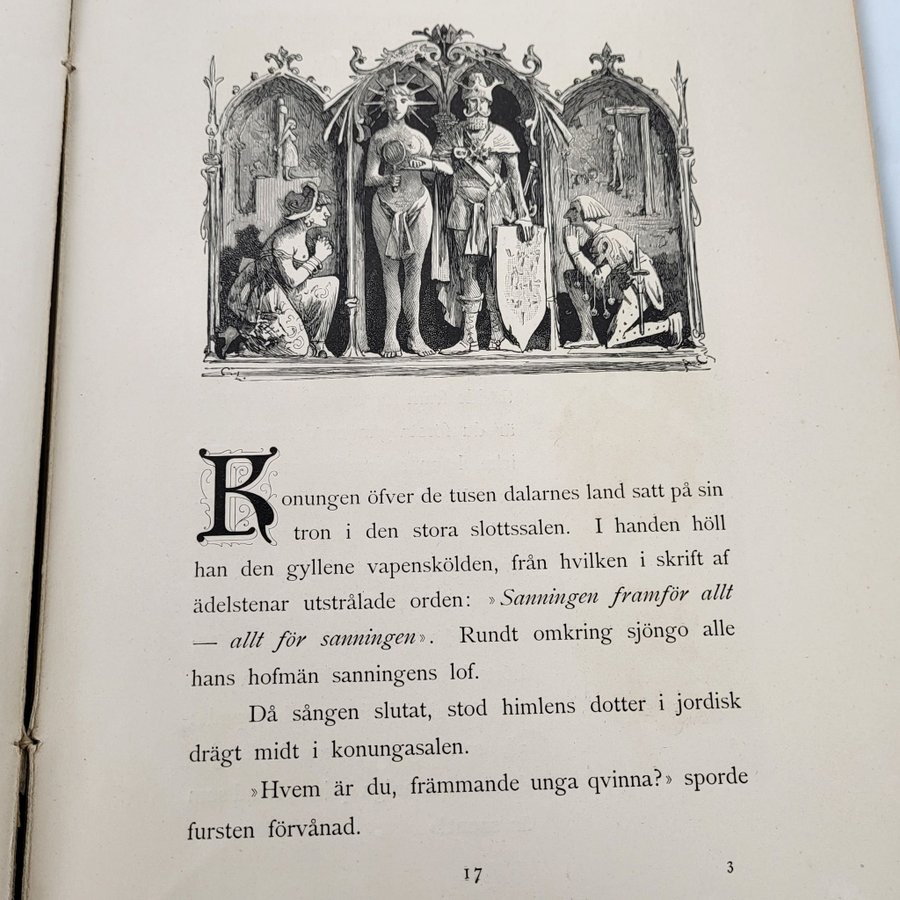 Konungen öfver de tusen dalarnes land satt på sin
tron i den stora slottssalen. I handen höll
han den gyllene vapenskölden, från hvilken i skrift af
ädelstenar utstrålade orden: »Sanningen framför allt
— allt för sanningen». Rundt omkring sjöngo alle
hans hofmän sanningens lof.
Då sången slutat, stod himlens dotter i jordisk
drägt midt i konungasalen.
»Hvem är du, främmande unga qvinna?» sporde
fursten förvånad.
17
3